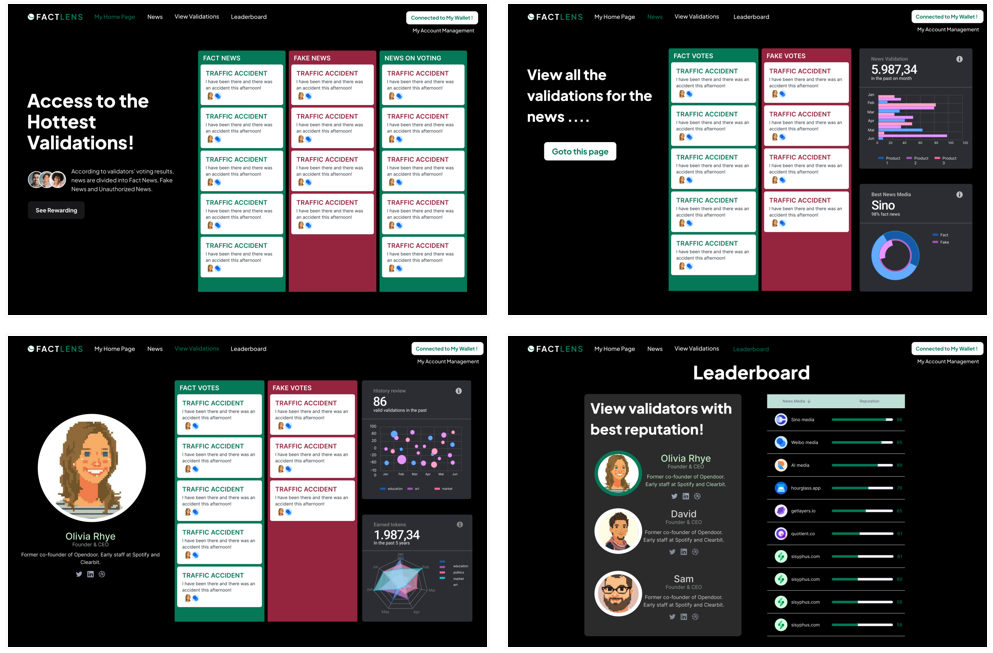 FACTLENS My Home Page News View Validations Leaderboard Connected to My Wallet !
My Account Management
Access to the
Hottest
Validations!
According to validators' voting results,
news are divided into Fact News, Fake
News and Unauthorized News.
See Rewarding
FACT NEWS
TRAFFIC ACCIDENT
I have been there and there was
an accident this afternoon!
TRAFFIC ACCIDENT
I have been there and there was
an accident this afternoon!
TRAFFIC ACCIDENT
I have been there and there was
an accident this afternoon!
TRAFFIC ACCIDENT
I have been there and there was
an accident this afternoon!
TRAFFIC ACCIDENT
I have been there and there was
an accident this afternoon!
FAKE NEWS
TRAFFIC ACCIDENT
I have been there and there was
an accident this afternoon!
TRAFFIC ACCIDENT
I have been there and there was
an accident this afternoon!
TRAFFIC ACCIDENT
I have been there and there was
an accident this afternoon!
TRAFFIC ACCIDENT
I have been there and there was
an accident this afternoon!
NEWS ON VOTING
TRAFFIC ACCIDENT
I have been there and there was
an accident this afternoon!
TRAFFIC ACCIDENT
I have been there and there was
an accident this afternoon!
TRAFFIC ACCIDENT
I have been there and there was
an accident this afternoon!
TRAFFIC ACCIDENT
I have been there and there was
an accident this afternoon!
TRAFFIC ACCIDENT
I have been there and there was
an accident this afternoon!
FACTLENS My Home Page News View Validations Leaderboard Connected to My Wallet !
My Account Management
View all the
validations for the
news . . . .
Goto this page
FACT VOTES
TRAFFIC ACCIDENT
I have been there and there was an
accident this afternoon!
TRAFFIC ACCIDENT
I have been there and there was an
accident this afternoon!
TRAFFIC ACCIDENT
I have been there and there was an
accident this afternoon!
TRAFFIC ACCIDENT
I have been there and there was an
accident this afternoon!
TRAFFIC ACCIDENT
I have been there and there was an
accident this afternoon!
FAKE VOTES
TRAFFIC ACCIDENT
I have been there and there was an
accident this afternoon!
TRAFFIC ACCIDENT
I have been there and there was an
accident this afternoon!
TRAFFIC ACCIDENT
I have been there and there was an
accident this afternoon!
TRAFFIC ACCIDENT
I have been there and there was an
accident this afternoon!
News Validation
5.987,34
in the past an month
Jan
Feb
Mar
Apr
Mai
Jun
0 20 40 60 80 100
Product 1 Product 2 Product 3
Best News Media
Sino
98% fact news
Fact
Fake
FACTLENS My Home Page News View Validations Leaderboard Connected to My Wallet !
My Account Management
Olivia Rhye
Founder & CEO
Former co-founder of Opendoor. Early staff at Spotify and
Clearbit.
FACT VOTES
TRAFFIC ACCIDENT
I have been there and there was an
accident this afternoon!
TRAFFIC ACCIDENT
I have been there and there was an
accident this afternoon!
TRAFFIC ACCIDENT
I have been there and there was an
accident this afternoon!
TRAFFIC ACCIDENT
I have been there and there was an
accident this afternoon!
TRAFFIC ACCIDENT
I have been there and there was an
accident this afternoon!
FAKE VOTES
TRAFFIC ACCIDENT
I have been there and there was an
accident this afternoon!
TRAFFIC ACCIDENT
I have been there and there was an
accident this afternoon!
TRAFFIC ACCIDENT
I have been there and there was an
accident this afternoon!
History review
86
valid validations in the past
Jan Feb Mar Apr Mai Jun
education art market
Earned tokens
1.987,34
in the past 3 years
education
politics
market
art
FACTLENS My Home Page News View Validations Leaderboard Connected to My Wallet !
My Account Management
Leaderboard
View validators with
best reputation!
Olivia Rhye
Founder & CEO
Former co-founder of Opendoor.
Early staff at Spotify and Clearbit.
David
Founder & CEO
Former co-founder of Opendoor.
Early staff at Spotify and Clearbit.
Sam
Founder & CEO
Former co-founder of Opendoor.
Early staff at Spotify and Clearbit.
News Media Reputation
Sino media
Weibo media
Ai media
hourglass.app
getlayers.io
quotient.co
sisyphus.com
sisyphus.com
sisyphus.com
sisyphus.com